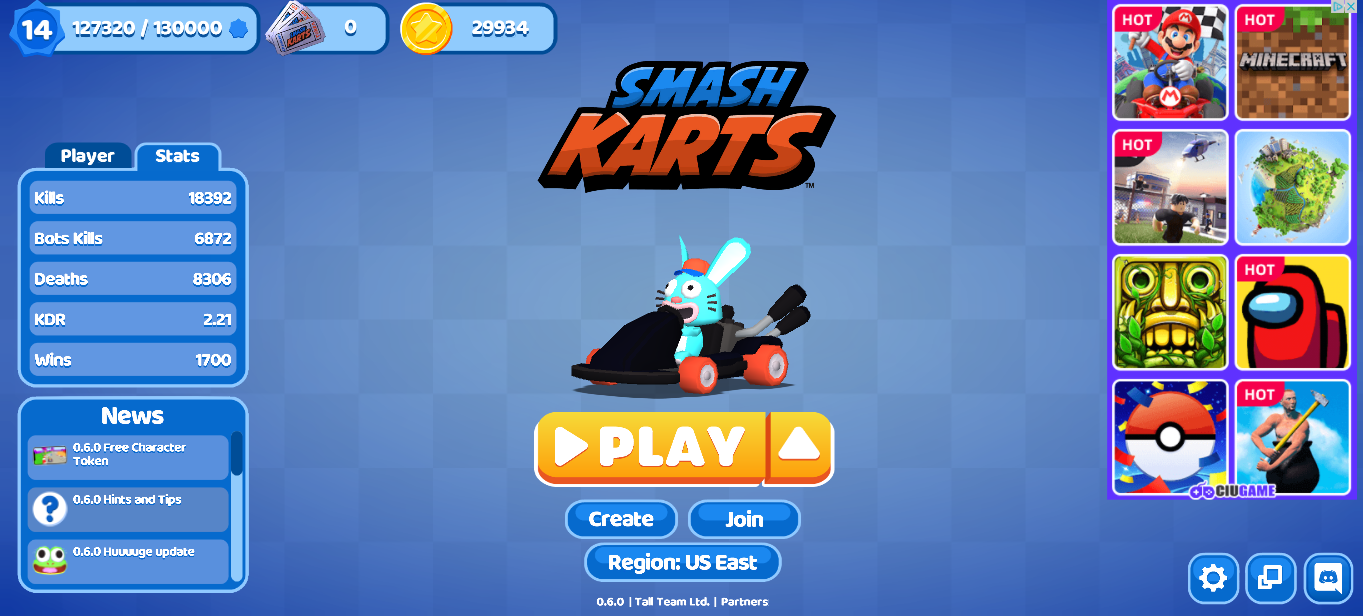 14
127320 / 130000
SMASH KARTS
0
29934
SMASH
KARTS
TM
Player
Stats
Kills 18392
Bots Kills 6872
Deaths 8306
KDR 2.21
Wins 1700
News
0.6.0 Free Character
Token
0.6.0 Hints and Tips
?
0.6.0 Huuuuge update
PLAY
Create
Join
Region: US East
0.6.0 | Tall Team Ltd. | Partners
HOT
M
HOT
MINECRAFT
HOT
HOT
HOT
CIUGAME